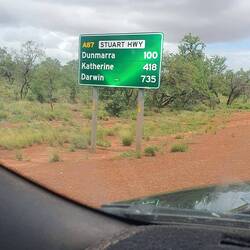 A87 STUART HWY
Dunmarra 100
Katherine 418
Darwin 735